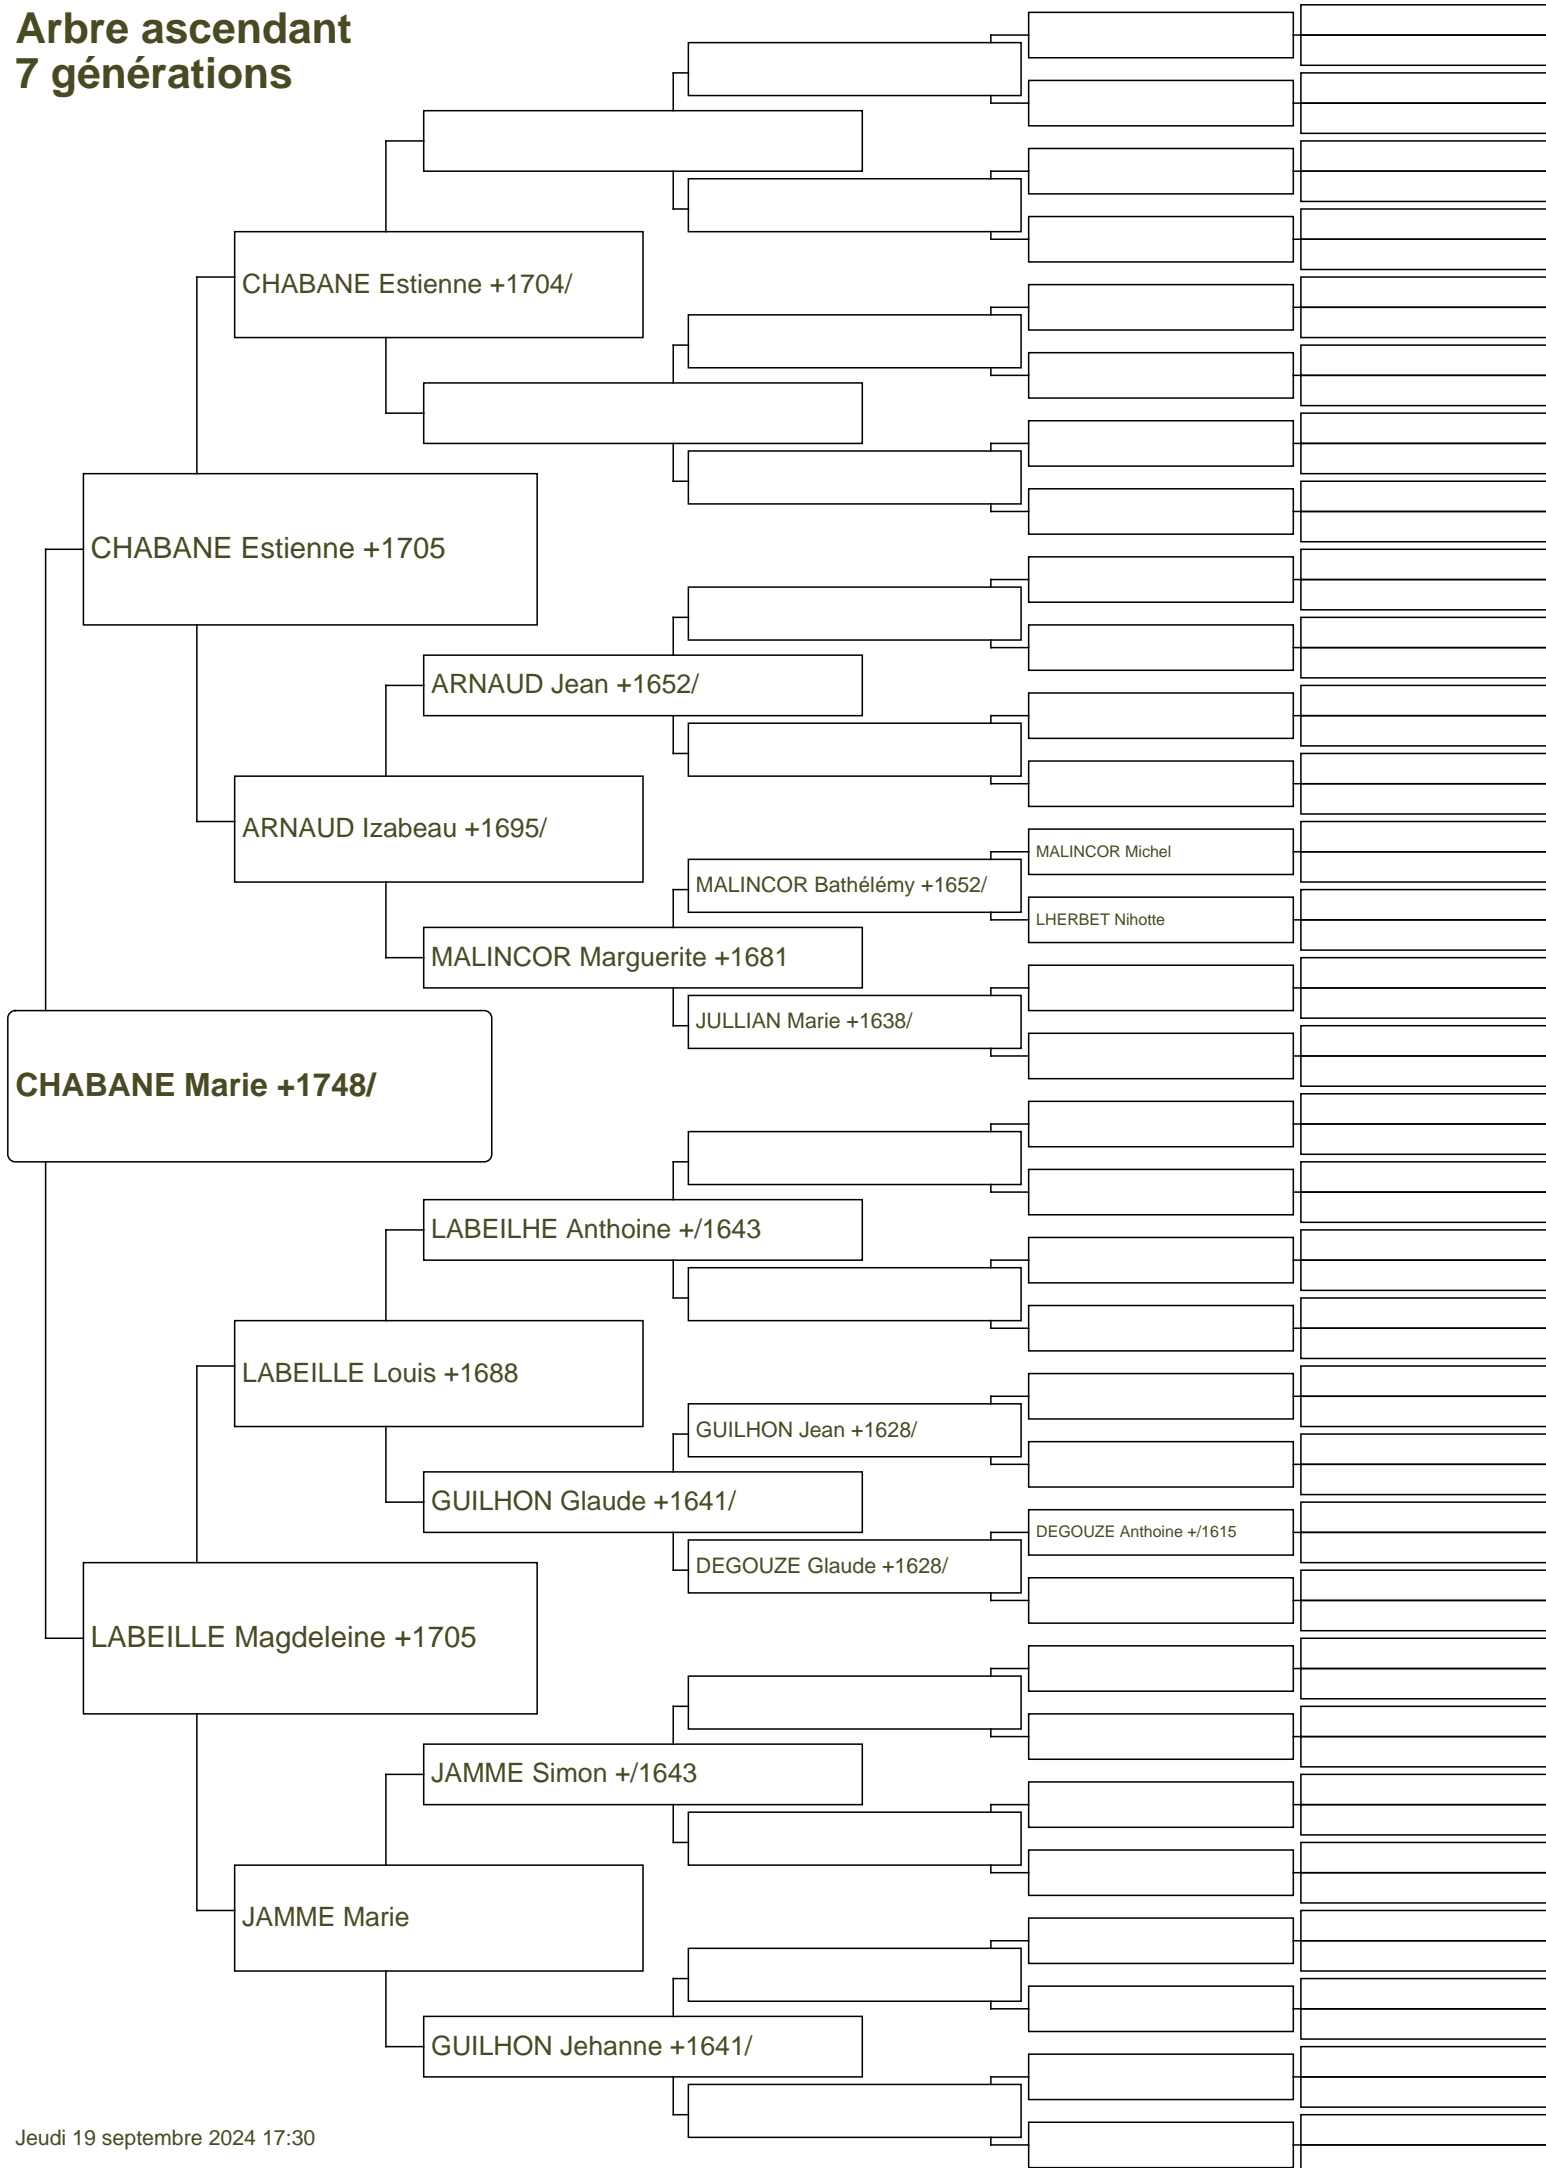 Arbre ascendant
7 générations
CHABANE Estienne +1704/
CHABANE Estienne +1705
ARNAUD Jean +1652/
ARNAUD Izabeau +1695/
MALINCOR Michel
MALINCOR Bathélémy +1652/
LHERBET Nihotte
MALINCOR Marguerite +1681
JULLIAN Marie +1638/
CHABANE Marie +1748/
LABEILHE Anthoine +/1643
LABEILLE Louis +1688
GUILHON Jean +1628/
GUILHON Glaude +1641/
DEGOUZE Anthoine +/1615
DEGOUZE Glaude +1628/
LABEILLE Magdeleine +1705
JAMME Simon +/1643
JAMME Marie
GUILHON Jehanne +1641/
Jeudi 19 septembre 2024 17:30